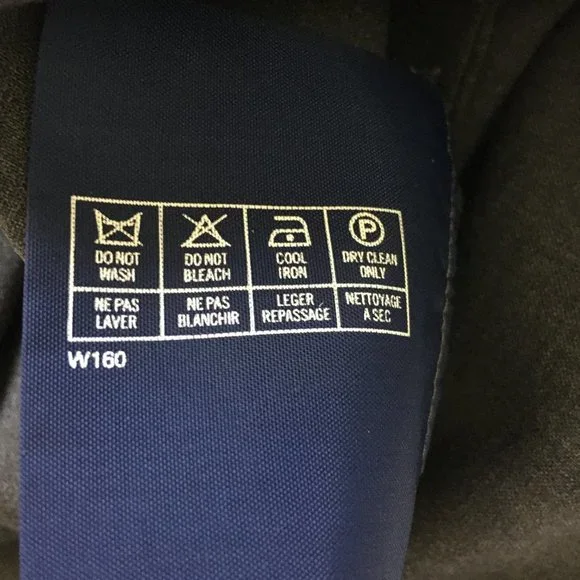 P
DO NOT
WASH
DO NOT
BLEACH
COOL
IRON
DRY CLEAN
ONLY
NE PAS
LAVER
NE PAS
BLANCHIR
LEGER
REPASSAGE
NETTOYAGE
A SEC
W160